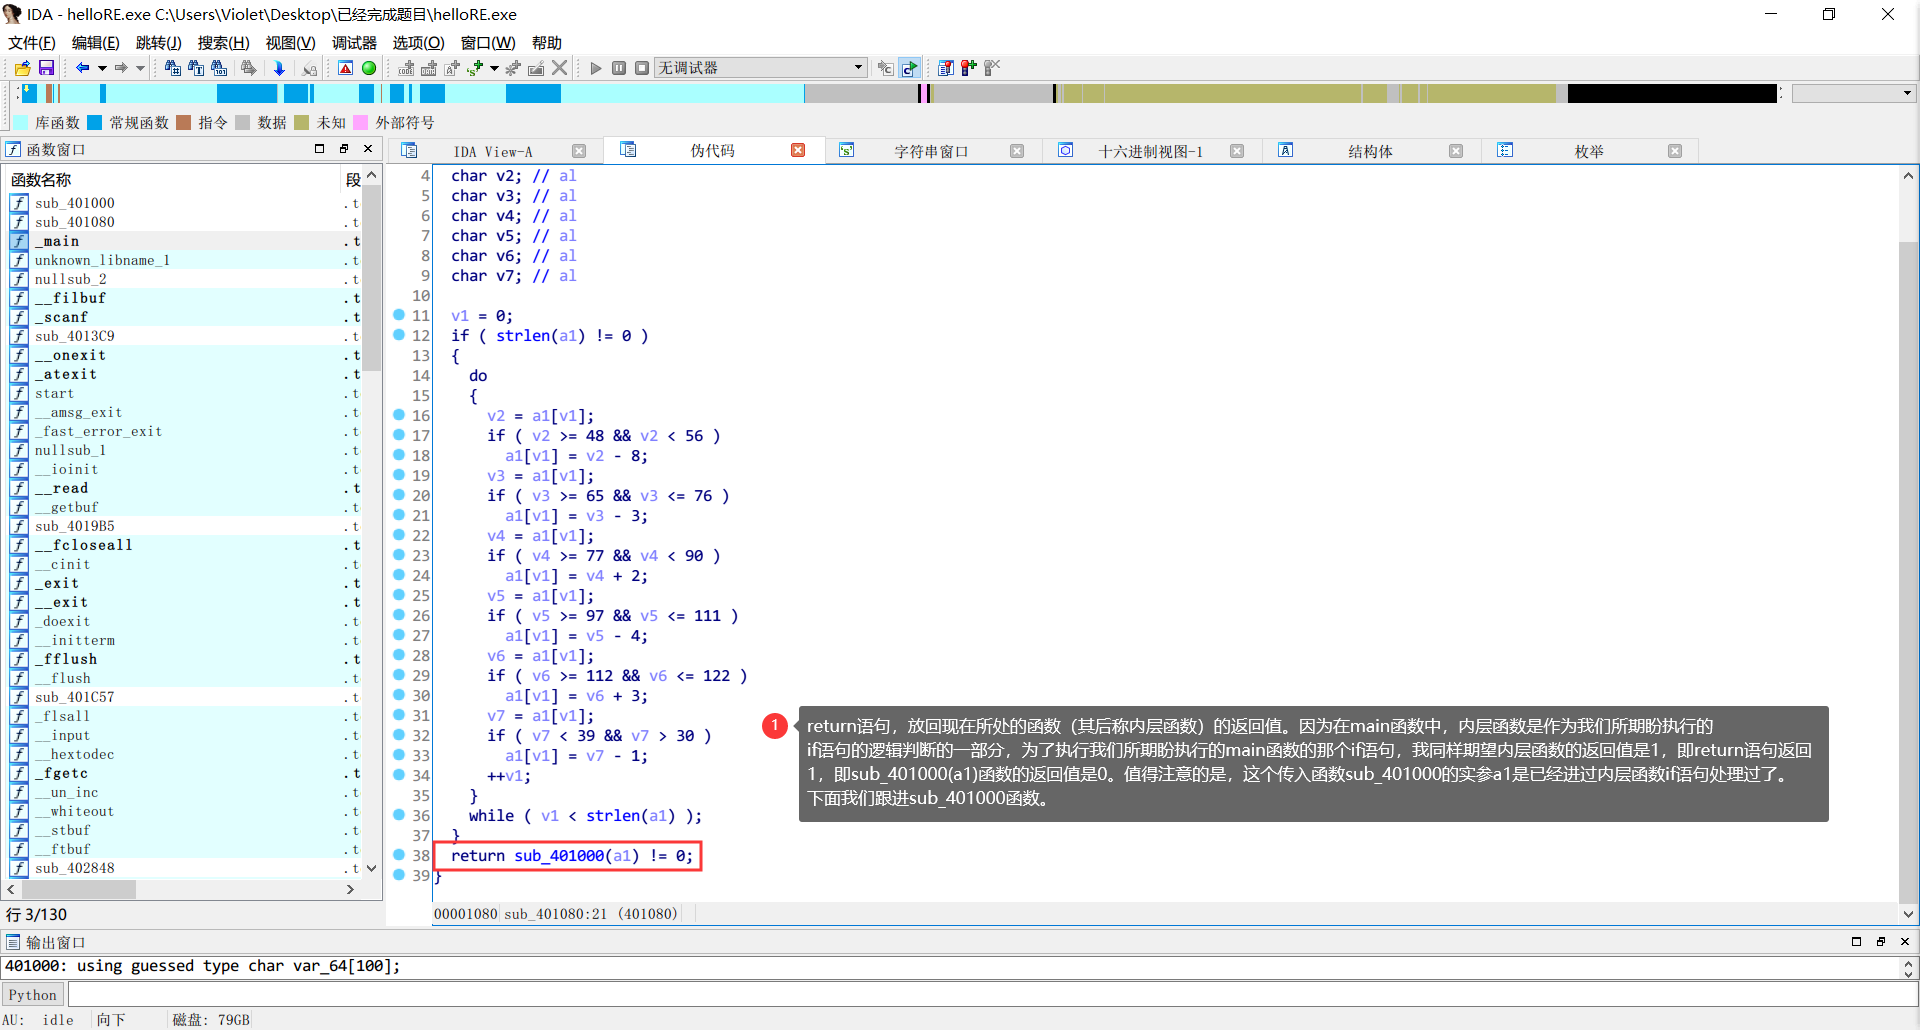 IDA - helloRE.exe C:\Users\Violet\Desktop\已经完成题目\helloRE.exe
文件(F) 编辑(E) 跳转(J) 搜索(H) 视图(V) 调试器 选项(O) 窗口(W) 帮助
无调试器
库函数 常规函数 指令 数据 未知 外部符号
函数窗口
IDA View-A 伪代码 字符串窗口 十六进制视图-1 结构体 枚举
函数名称 段
sub_401000 .t
sub_401080 .t
_main .t
unknown_libname_1 .t
nullsub_2 .t
__filbuf .t
_scanf .t
sub_4013C9 .t
__onexit .t
_atexit .t
start .t
__amsg_exit .t
_fast_error_exit .t
nullsub_1 .t
__ioinit .t
__read .t
__getbuf .t
sub_4019B5 .t
__fcloseall .t
__cinit .t
_exit .t
__exit .t
_doexit .t
__initterm .t
_fflush .t
__flush .t
sub_401C57 .t
_flsall .t
__input .t
__hextodec .t
_fgetc .t
__un_inc .t
__whiteout .t
__stbuf .t
__ftbuf .t
sub_402848 .t
行 3/130
4 char v2; // al
5 char v3; // al
6 char v4; // al
7 char v5; // al
8 char v6; // al
9 char v7; // al
10
11 v1 = 0;
12 if ( strlen(a1) != 0 )
13 {
14 do
15 {
16 v2 = a1[v1];
17 if ( v2 >= 48 && v2 < 56 )
18 a1[v1] = v2 - 8;
19 v3 = a1[v1];
20 if ( v3 >= 65 && v3 <= 76 )
21 a1[v1] = v3 - 3;
22 v4 = a1[v1];
23 if ( v4 >= 77 && v4 < 90 )
24 a1[v1] = v4 + 2;
25 v5 = a1[v1];
26 if ( v5 >= 97 && v5 <= 111 )
27 a1[v1] = v5 - 4;
28 v6 = a1[v1];
29 if ( v6 >= 112 && v6 <= 122 )
30 a1[v1] = v6 + 3;
31 v7 = a1[v1];
32 if ( v7 < 39 && v7 > 30 )
33 a1[v1] = v7 - 1;
34 ++v1;
35 }
36 while ( v1 < strlen(a1) );
37 }
38 return sub_401000(a1) != 0;
39 }
1
return语句，放回现在所处的函数（其后称内层函数）的返回值。因为在main函数中，内层函数是作为我们所期盼执行的
if语句的逻辑判断的一部分，为了执行我们所期盼执行的main函数的那个if语句，我同样期望内层函数的返回值是1，即return语句返回
1，即sub_401000(a1)函数的返回值是0。值得注意的是，这个传入函数sub_401000的实参a1是已经进过内层函数if语句处理过了。
下面我们跟进sub_401000函数。
00001080 sub_401080:21 (401080)
输出窗口
401000: using guessed type char var_64[100];
Python
AU: idle 向下 磁盘: 79GB